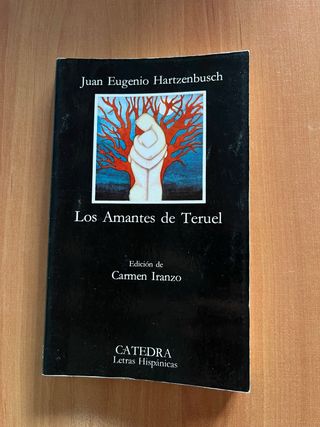 Juan Eugenio Hartzenbusch
Los Amantes de Teruel
Edición de
Carmen Iranzo
CATEDRA
Letras Hispánicas